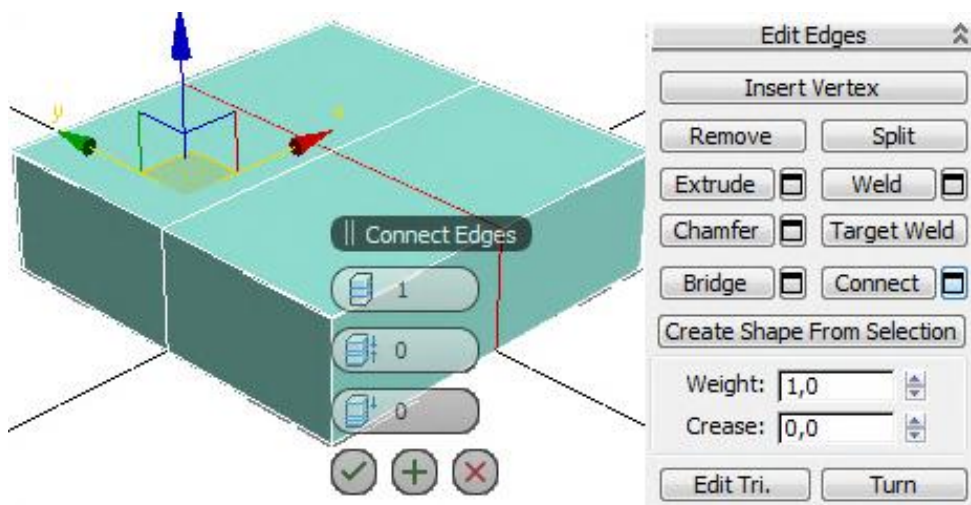 y
x
|| Connect Edges
1
0
0
Edit Edges
Insert Vertex
Remove
Split
Extrude
Weld
Chamfer
Target Weld
Bridge
Connect
Create Shape From Selection
Weight: 1,0
Crease: 0,0
Edit Tri.
Turn